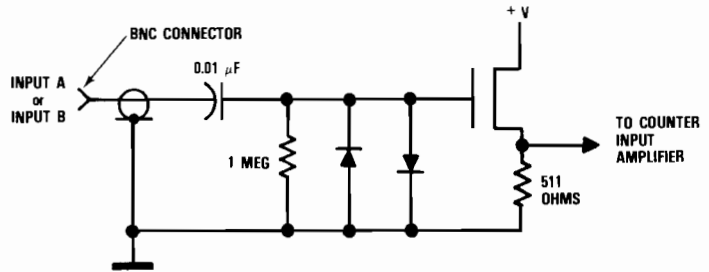 + V
BNC CONNECTOR
0.01 μF
INPUT A
or
INPUT B
TO COUNTER
INPUT
AMPLIFIER
1 MEG
511
OHMS